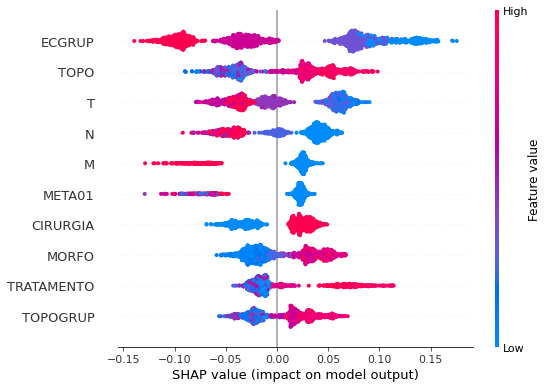 High
ECGRUP
TOPO
T
N
M
META01
CIRURGIA
MORFO
TRATAMENTO
TOPOGRUP
Feature value
Low
−0.15 −0.10 −0.05 0.00 0.05 0.10 0.15
SHAP value (impact on model output)